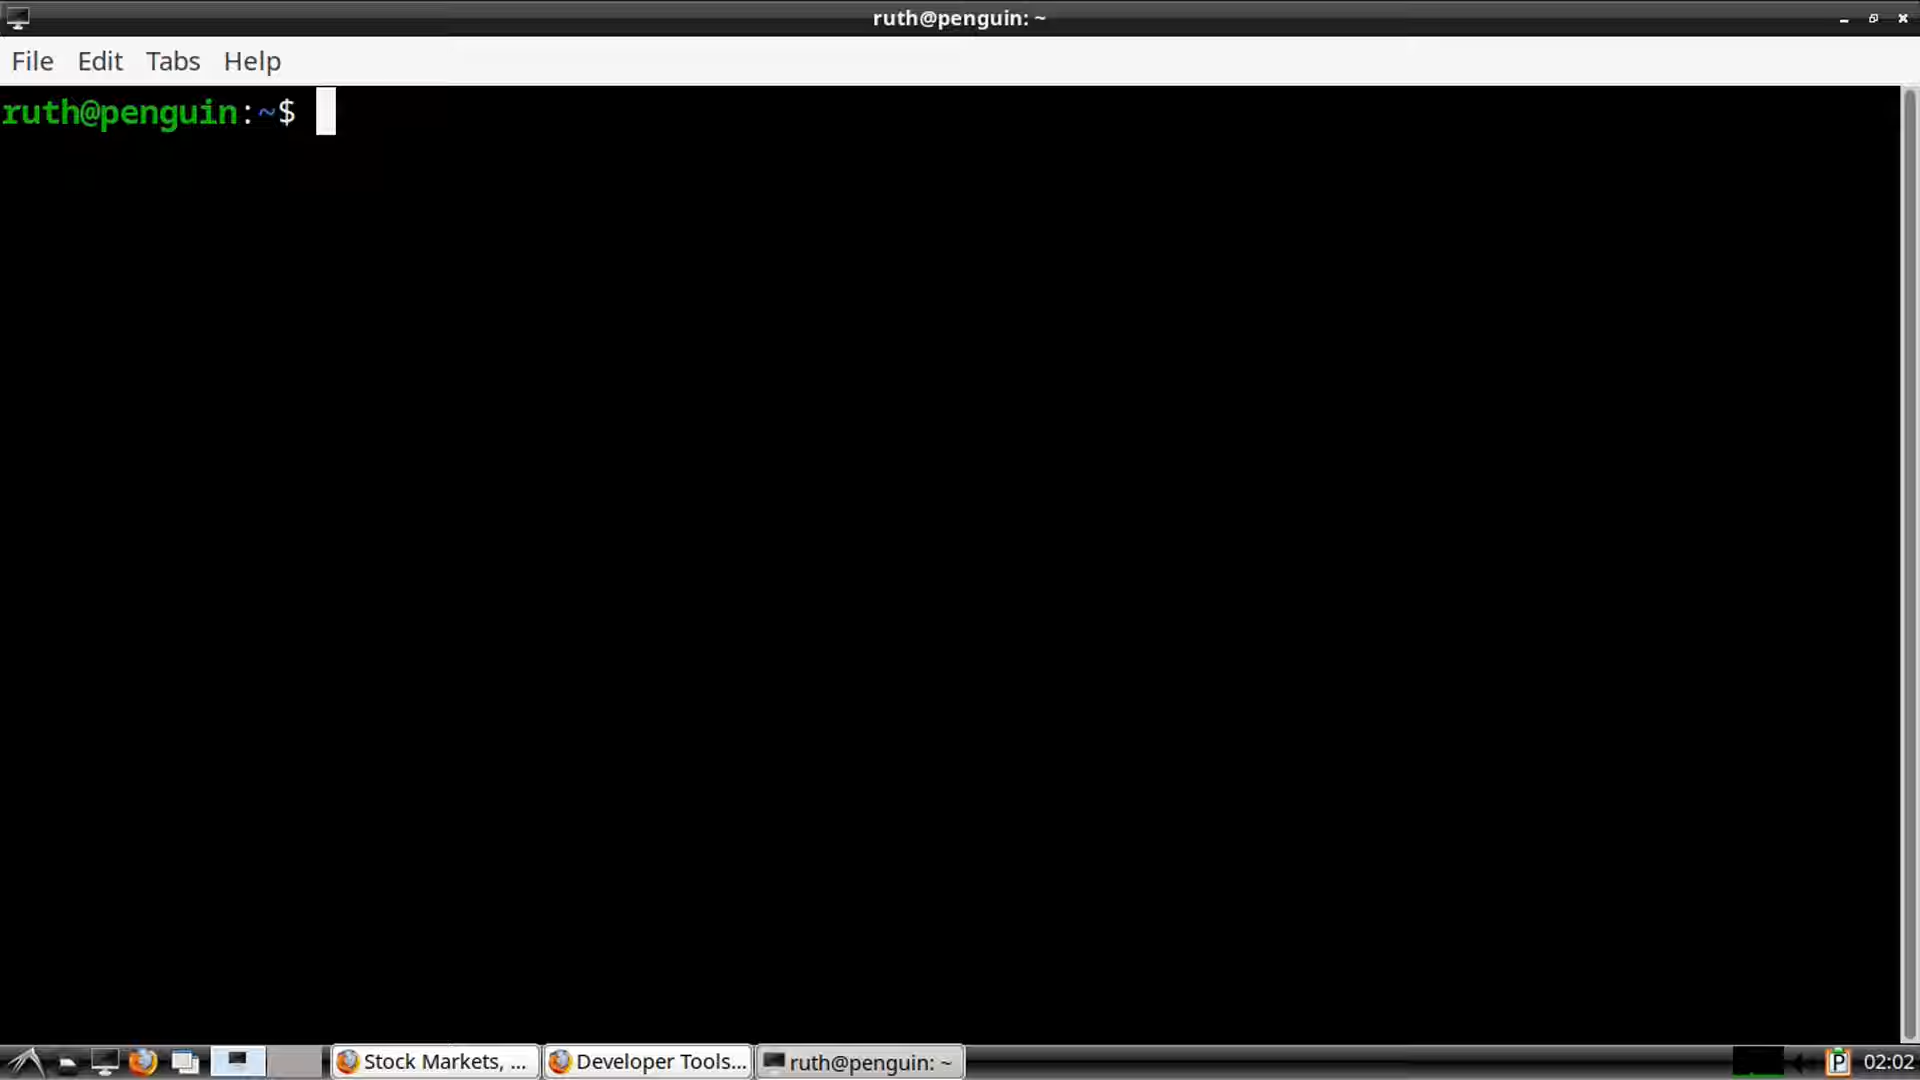 ruth@penguin: ~
File Edit Tabs Help
ruth@penguin:~$
Stock Markets, ... Developer Tools... ruth@penguin: ~ P 02:02